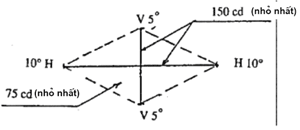 V 5°
150 cd (nhỏ nhất)
10° H
H 10°
75 cd (nhỏ nhất)
V 5°